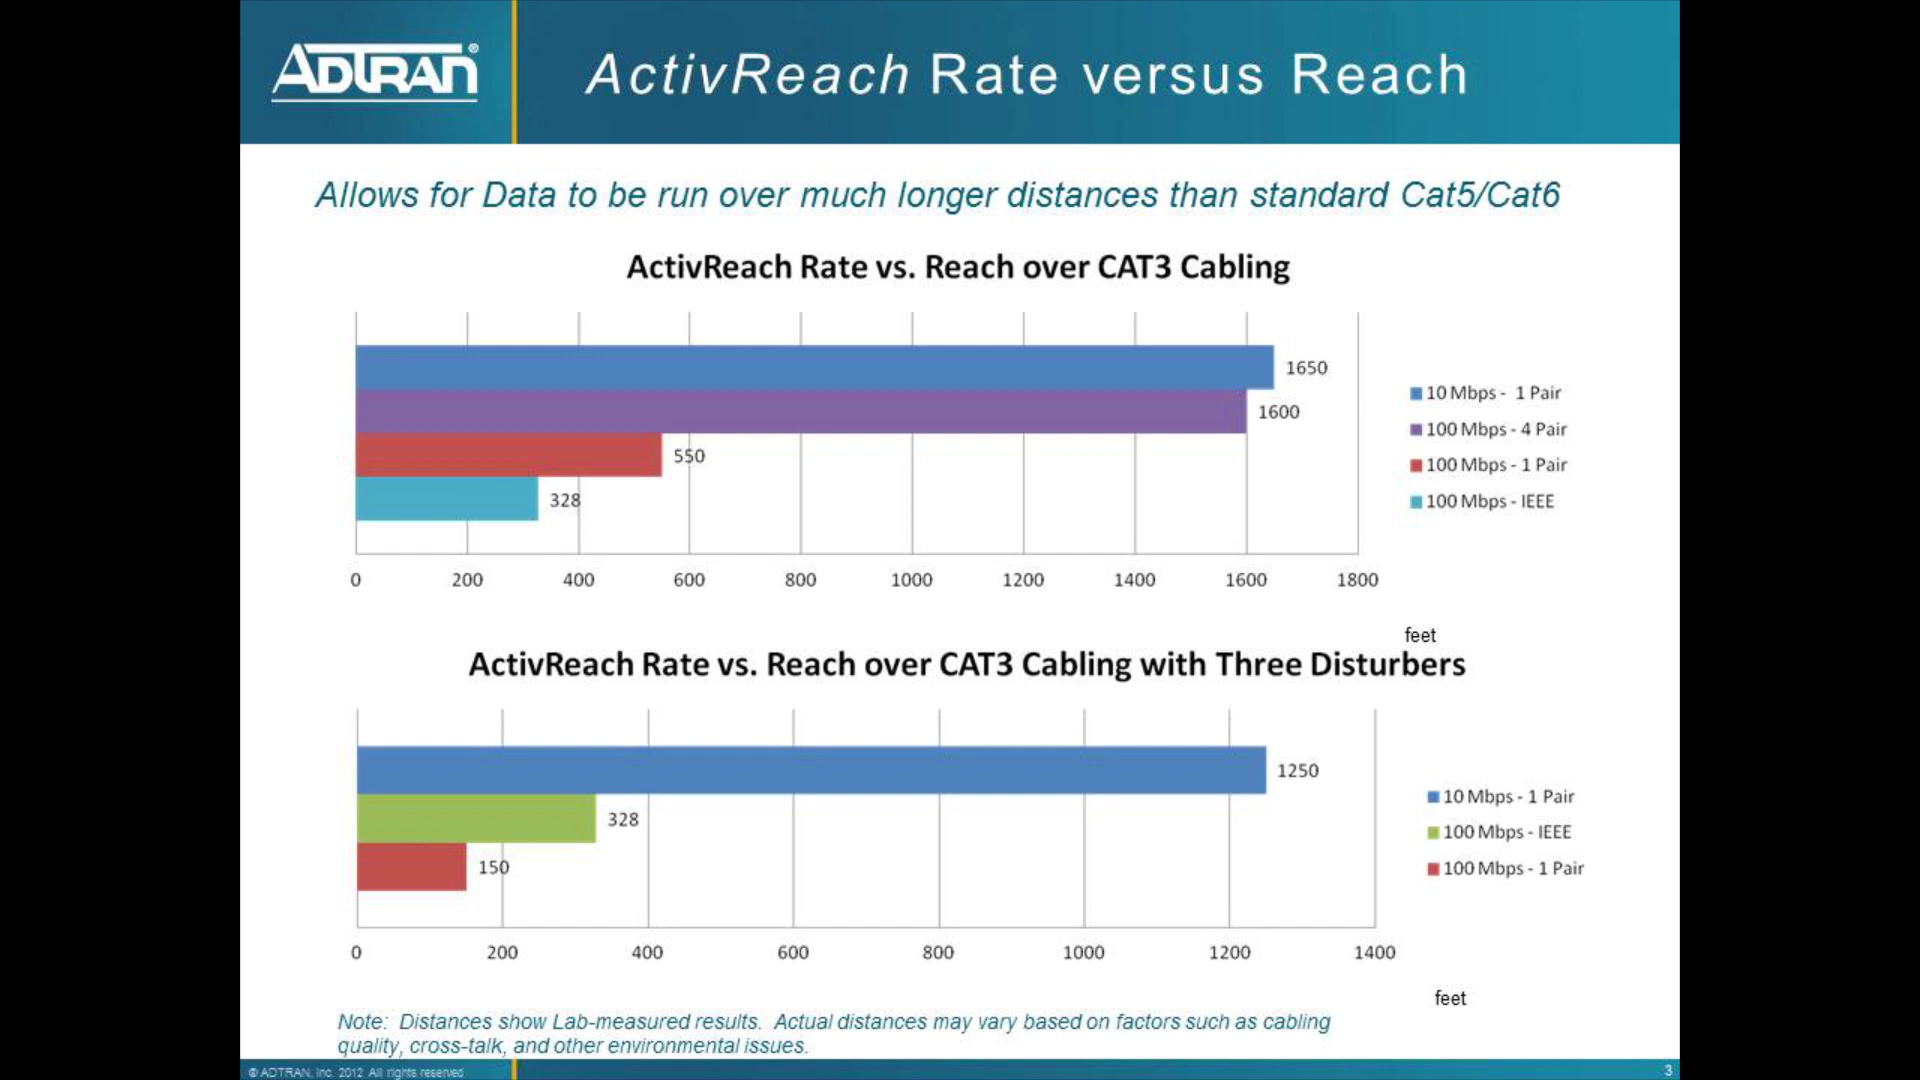 ADTRAN®
ActivReach Rate versus Reach
Allows for Data to be run over much longer distances than standard Cat5/Cat6
ActivReach Rate vs. Reach over CAT3 Cabling
1650
1600
550
328
10 Mbps - 1 Pair
100 Mbps - 4 Pair
100 Mbps - 1 Pair
100 Mbps - IEEE
0 200 400 600 800 1000 1200 1400 1600 1800
feet
ActivReach Rate vs. Reach over CAT3 Cabling with Three Disturbers
1250
328
150
10 Mbps - 1 Pair
100 Mbps - IEEE
100 Mbps - 1 Pair
0 200 400 600 800 1000 1200 1400
feet
Note: Distances show Lab-measured results. Actual distances may vary based on factors such as cabling
quality, cross-talk, and other environmental issues.
© ADTRAN, Inc. 2012 All rights reserved
3